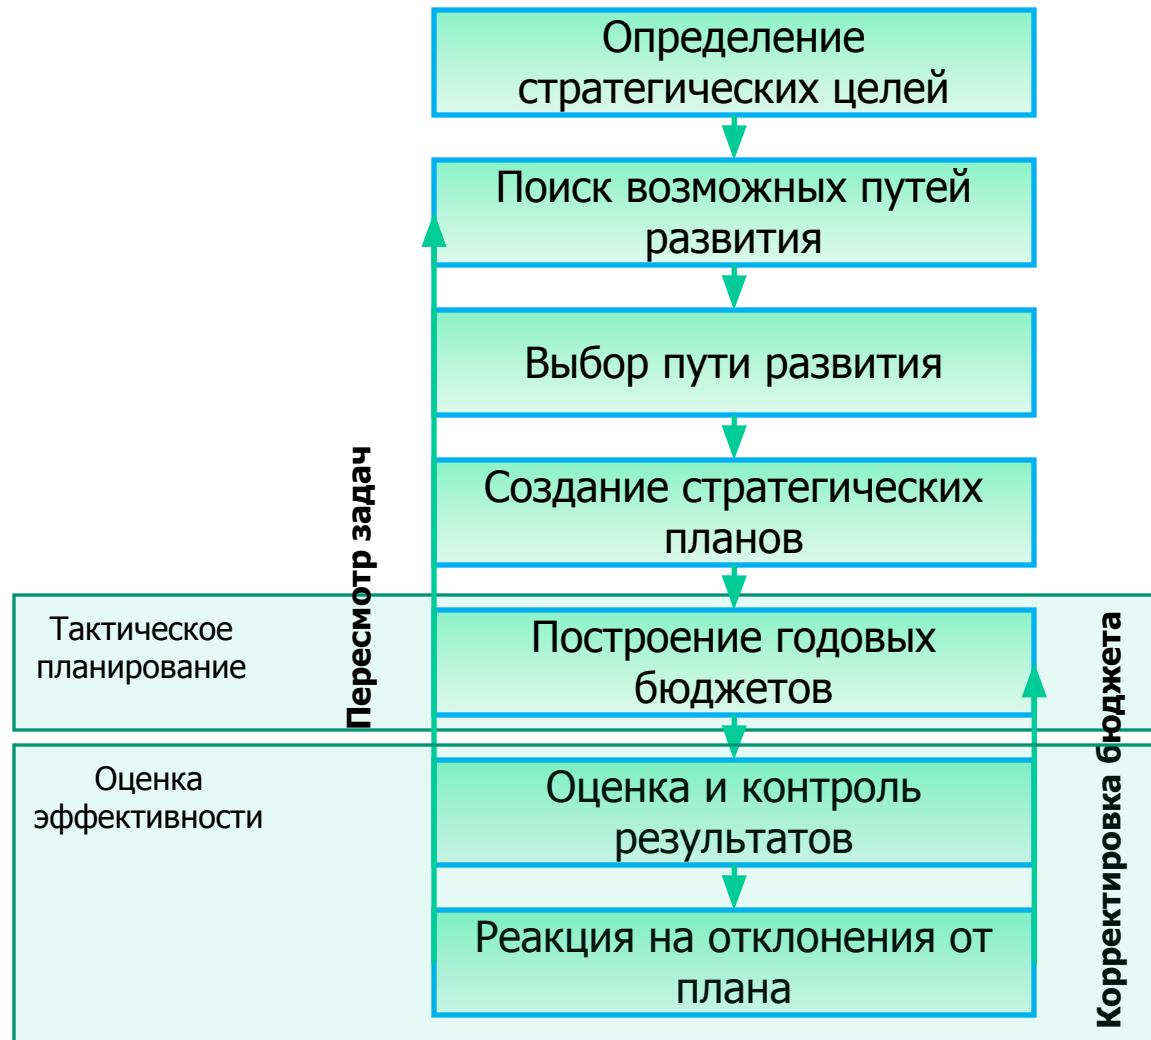 Определение
стратегических целей
Поиск возможных путей
развития
Выбор пути развития
Создание стратегических
планов
Пересмотр задач
Тактическое
планирование
Построение годовых
бюджетов
Корректировка бюджета
Оценка
эффективности
Оценка и контроль
результатов
Реакция на отклонения от
плана